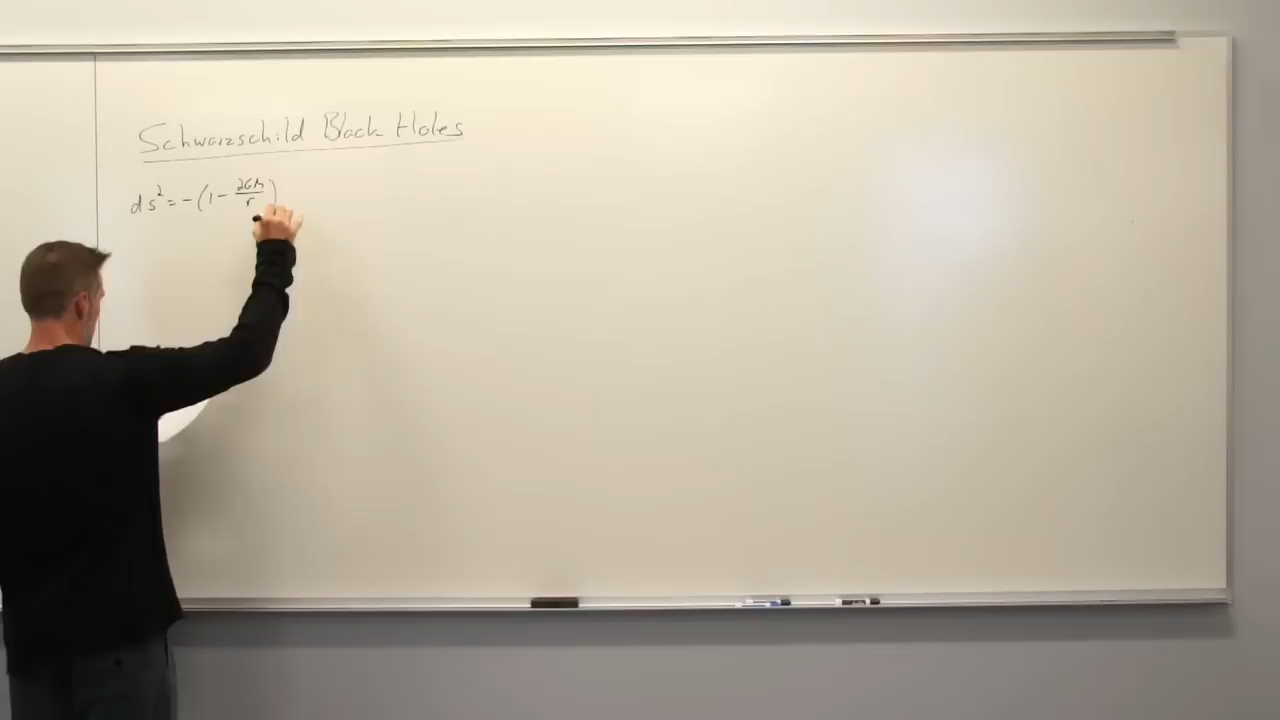 Schwarzschild Black Holes
ds² = -(1 - 2GM/r)